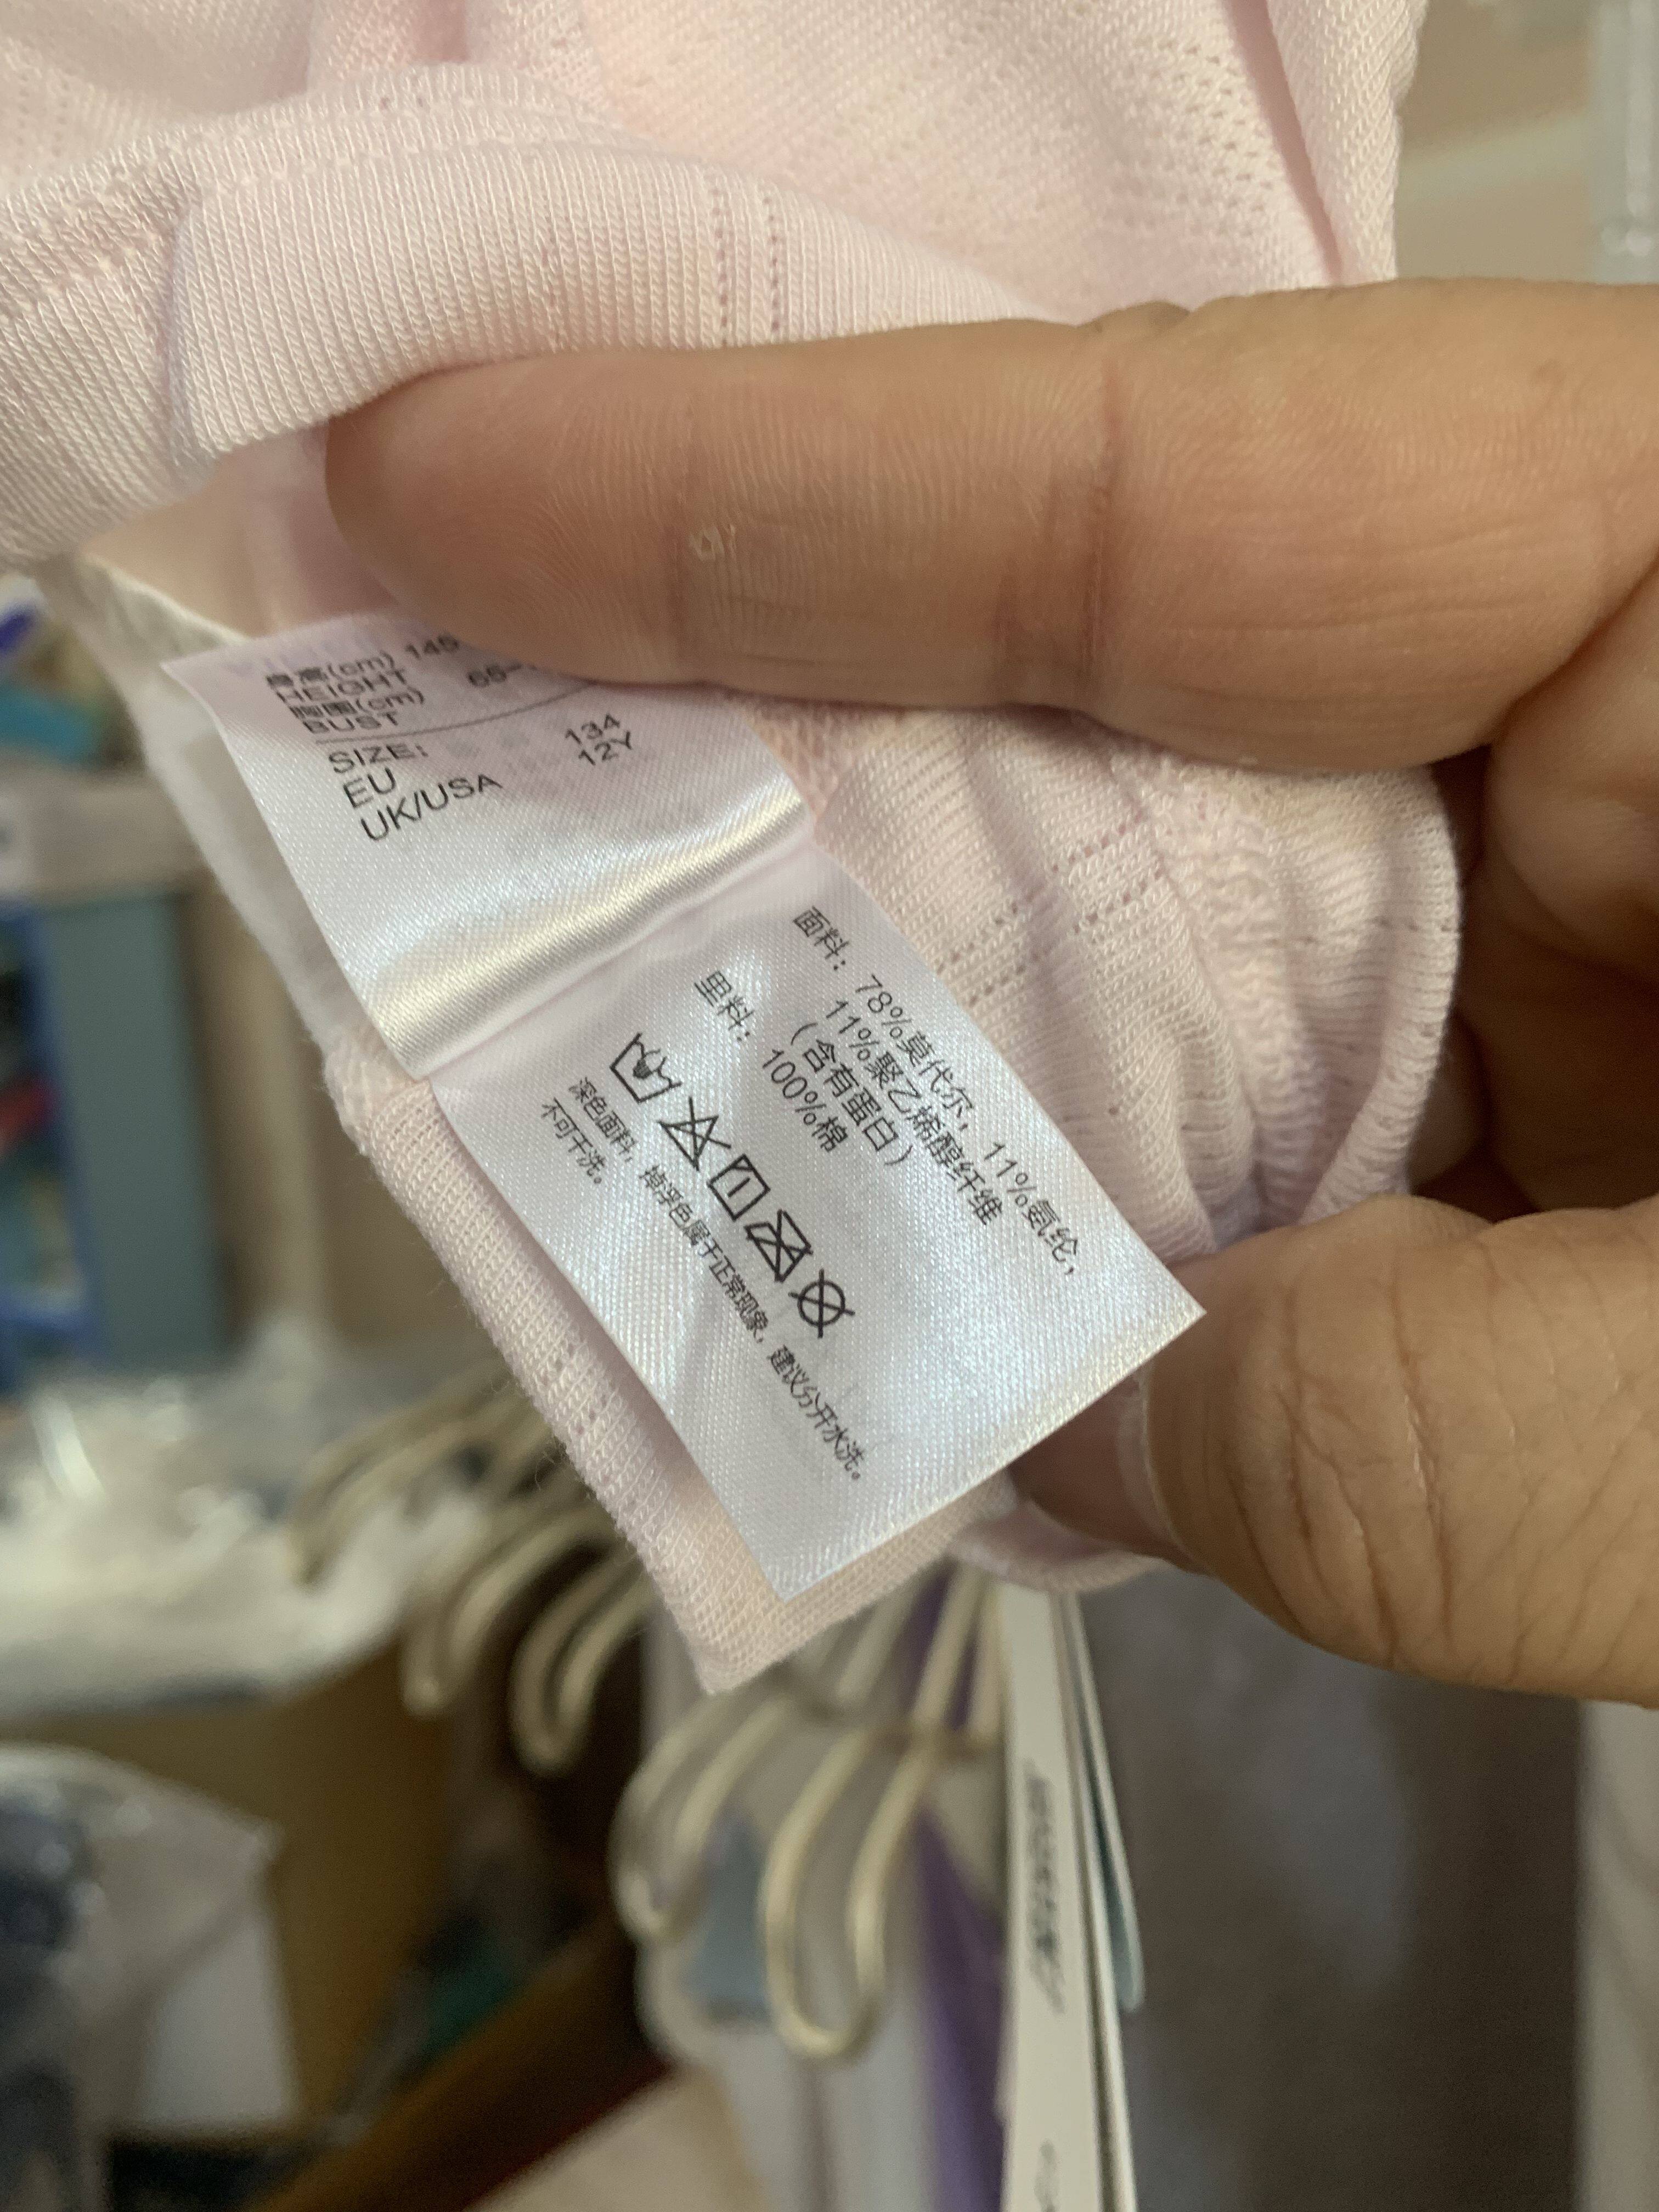 身高(cm) 145
HEIGHT
胸围(cm) 65-
BUST
SIZE:
EU 134
UK/USA 12Y
面料: 78%莫代尔, 11%氨纶,
11%聚乙烯醇纤维
(含有蛋白)
里料: 100%棉
深色面料, 掉浮色属于正常现象, 建议分开水洗。
不可干洗。